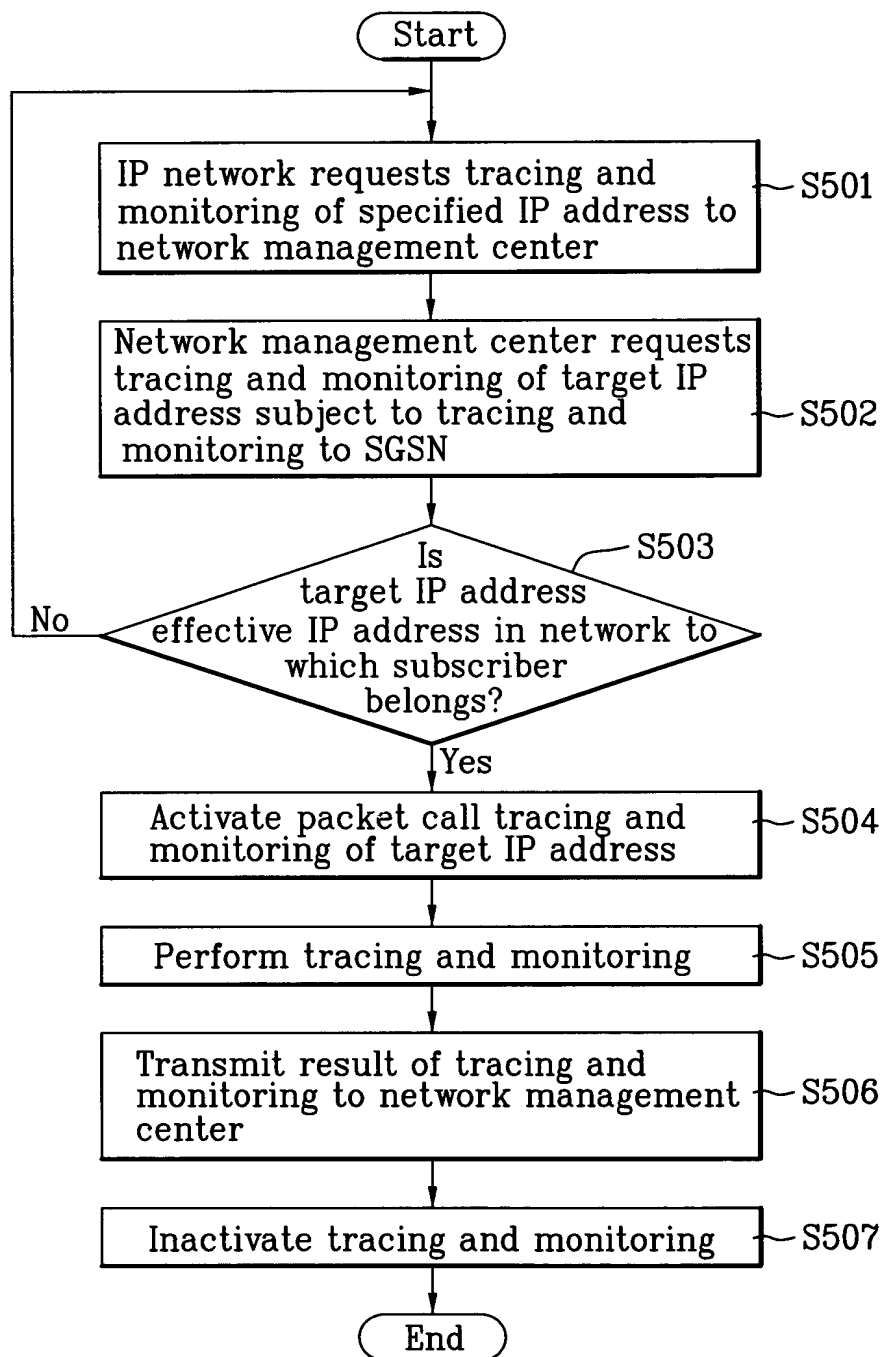 Start
IP network requests tracing and
monitoring of specified IP address to
network management center
S501
Network management center requests
tracing and monitoring of target IP
address subject to tracing and
monitoring to SGSN
S502
S503
Is
target IP address
effective IP address in network to
which subscriber
belongs?
No
Yes
Activate packet call tracing and
monitoring of target IP address
S504
Perform tracing and monitoring
S505
Transmit result of tracing and
monitoring to network management
center
S506
Inactivate tracing and monitoring
S507
End